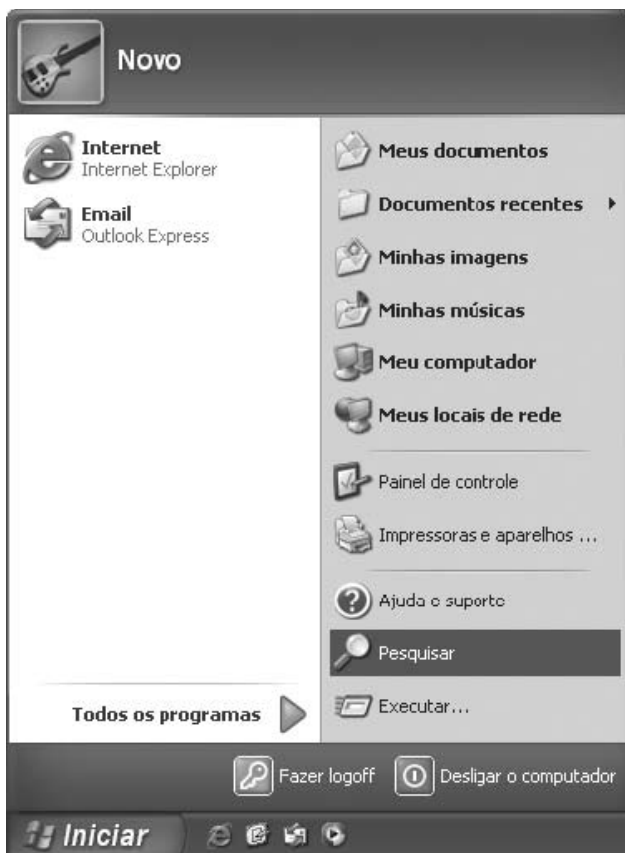 Novo
Internet
Internet Explorer
Email
Outlook Express
Todos os programas
Meus documentos
Documentos recentes
Minhas imagens
Minhas músicas
Meu computador
Meus locais de rede
Painel de controle
Impressoras e aparelhos ...
Ajuda e suporte
Pesquisar
Executar...
Fazer logoff
Desligar o computador
Iniciar